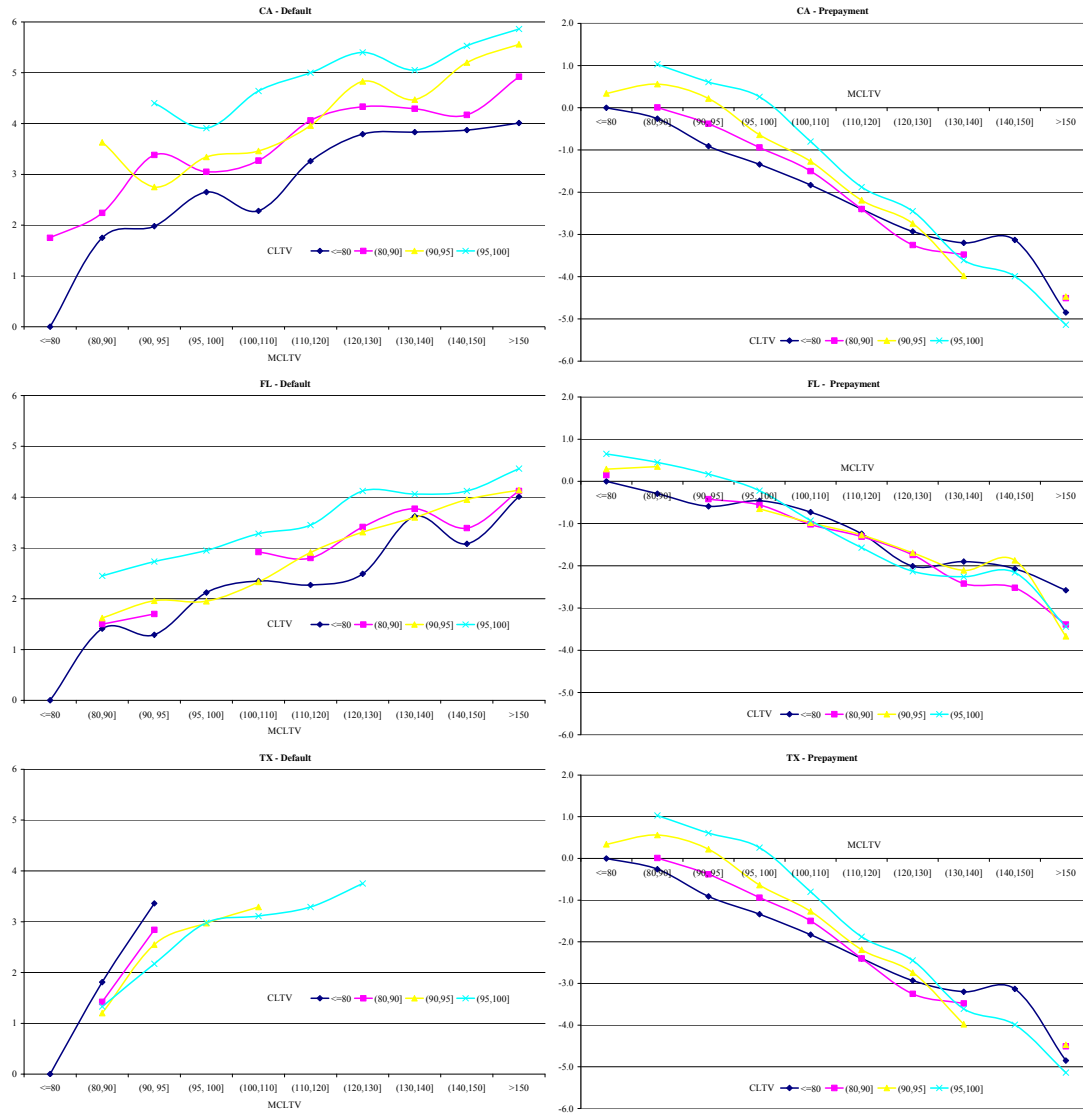 CA - Default
6
5
4
3
2
1
0
CLTV <=80 (80,90] (90,95] (95,100]
<=80 (80,90] (90, 95] (95, 100] (100,110] (110,120] (120,130] (130,140] (140,150] >150
MCLTV
CA - Prepayment
2.0
1.0
0.0
-1.0
-2.0
-3.0
-4.0
-5.0
-6.0
MCLTV
<=80 (80,90] (90, 95] (95, 100] (100,110] (110,120] (120,130] (130,140] (140,150] >150
CLTV <=80 (80,90] (90,95] (95,100]
FL - Default
6
5
4
3
2
1
0
CLTV <=80 (80,90] (90,95] (95,100]
<=80 (80,90] (90, 95] (95, 100] (100,110] (110,120] (120,130] (130,140] (140,150] >150
MCLTV
FL - Prepayment
2.0
1.0
0.0
-1.0
-2.0
-3.0
-4.0
-5.0
-6.0
MCLTV
<=80 (80,90] (90, 95] (95, 100] (100,110] (110,120] (120,130] (130,140] (140,150] >150
CLTV <=80 (80,90] (90,95] (95,100]
TX - Default
6
5
4
3
2
1
0
CLTV <=80 (80,90] (90,95] (95,100]
<=80 (80,90] (90, 95] (95, 100] (100,110] (110,120] (120,130] (130,140] (140,150] >150
MCLTV
TX - Prepayment
2.0
1.0
0.0
-1.0
-2.0
-3.0
-4.0
-5.0
-6.0
MCLTV
<=80 (80,90] (90, 95] (95, 100] (100,110] (110,120] (120,130] (130,140] (140,150] >150
CLTV <=80 (80,90] (90,95] (95,100]